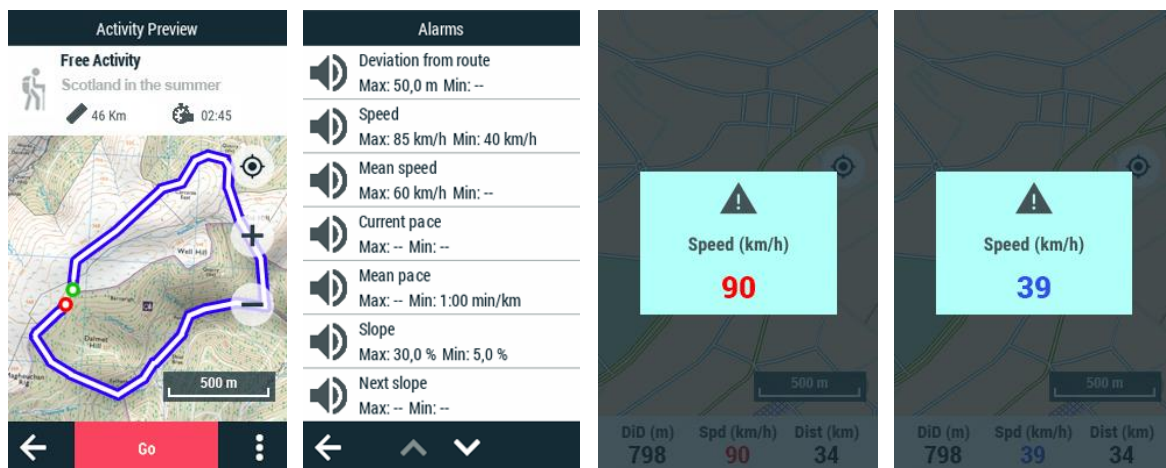 Activity Preview
Free Activity
Scotland in the summer
46 Km 02:45
Well Hill
Dalmet
Hill
500 m
Go
Alarms
Deviation from route
Max: 50,0 m Min: --
Speed
Max: 85 km/h Min: 40 km/h
Mean speed
Max: 60 km/h Min: --
Current pace
Max: -- Min: --
Mean pace
Max: -- Min: 1:00 min/km
Slope
Max: 30,0 % Min: 5,0 %
Next slope
Max: -- Min: --
Speed (km/h)
90
500 m
DiD (m) Spd (km/h) Dist (km)
798 90 34
Speed (km/h)
39
500 m
DiD (m) Spd (km/h) Dist (km)
798 39 34